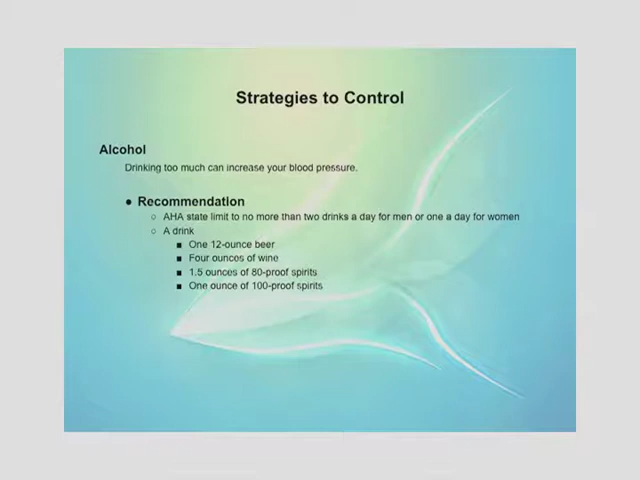 Strategies to Control
Alcohol
Drinking too much can increase your blood pressure.
● Recommendation
○ AHA state limit to no more than two drinks a day for men or one a day for women
○ A drink
■ One 12-ounce beer
■ Four ounces of wine
■ 1.5 ounces of 80-proof spirits
■ One ounce of 100-proof spirits